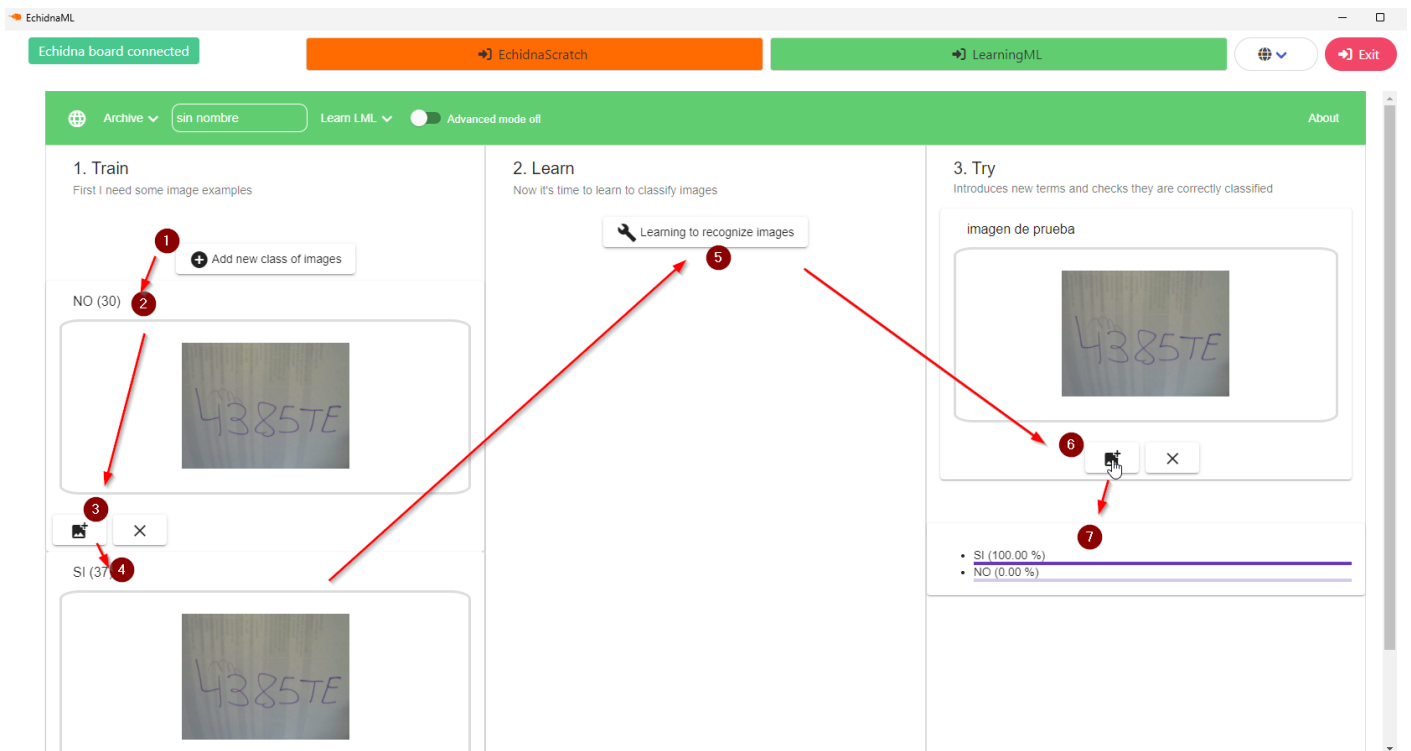 EchidnaML
Echidna board connected
EchidnaScratch
LearningML
Exit
Archive
sin nombre
Learn LML
Advanced mode off
About
1. Train
First I need some image examples
1
Add new class of images
NO (30)
2
4385TE
3
SI (37)
4
4385TE
2. Learn
Now it's time to learn to classify images
Learning to recognize images
5
3. Try
Introduces new terms and checks they are correctly classified
imagen de prueba
4385TE
6
7
SI (100.00 %)
NO (0.00 %)